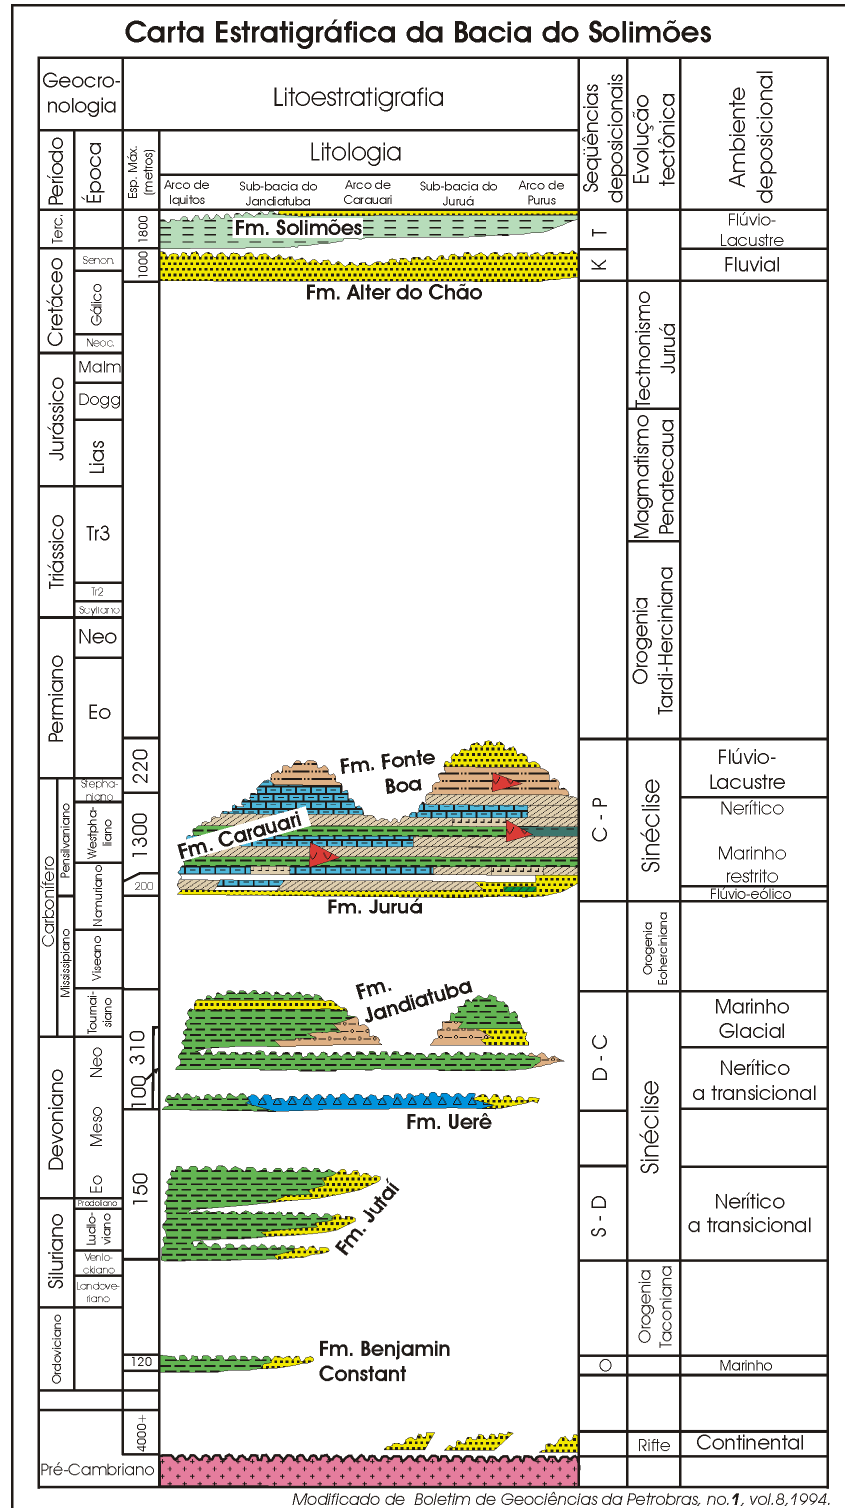 Carta Estratigráfica da Bacia do Solimões
Geocro-
nologia
Litoestratigrafia
Seqüências
deposicionais
Evolução
tectônica
Ambiente
deposicional
Período
Época
Esp. Máx.
(metros)
Litologia
Arco de
Iquitos
Sub-bacia do
Jandiatuba
Arco de
Carauari
Sub-bacia do
Juruá
Arco de
Purus
Terc.
1800
Fm. Solimões
T
Flúvio-
Lacustre
Cretáceo
Senon.
1000
K
Fluvial
Gálico
Fm. Alter do Chão
Neoc.
Tectnonismo
Juruá
Jurássico
Malm
Dogg
Lias
Magmatismo
Penatecaua
Triássico
Tr3
Tr2
Scytiano
Orogenia
Tardi-Herciniana
Permiano
Neo
Eo
220
Fm. Fonte
Boa
C - P
Sinéclise
Flúvio-
Lacustre
Carbonífero
Pensilvaniano
Stepha-
niano
Westpha-
liano
1300
Fm. Carauari
Nerítico
Marinho
restrito
Namuriano
200
Fm. Juruá
Flúvio-eólico
Mississipiano
Viseano
Orogenia
Eoherciniana
Tournai-
siano
310
Fm.
Jandiatuba
D - C
Sinéclise
Marinho
Glacial
Devoniano
Neo
100
Nerítico
a transicional
Meso
Fm. Uerê
Eo
150
Fm. Jutaí
S - D
Nerítico
a transicional
Siluriano
Pridoliano
Ludlo-
viano
Venlo-
ckiano
Landove-
riano
Orogenia
Taconiana
Ordoviciano
120
Fm. Benjamin
Constant
O
Marinho
4000+
Rifte
Continental
Pré-Cambriano
Modificado de Boletim de Geociências da Petrobras, no.1, vol.8,1994.